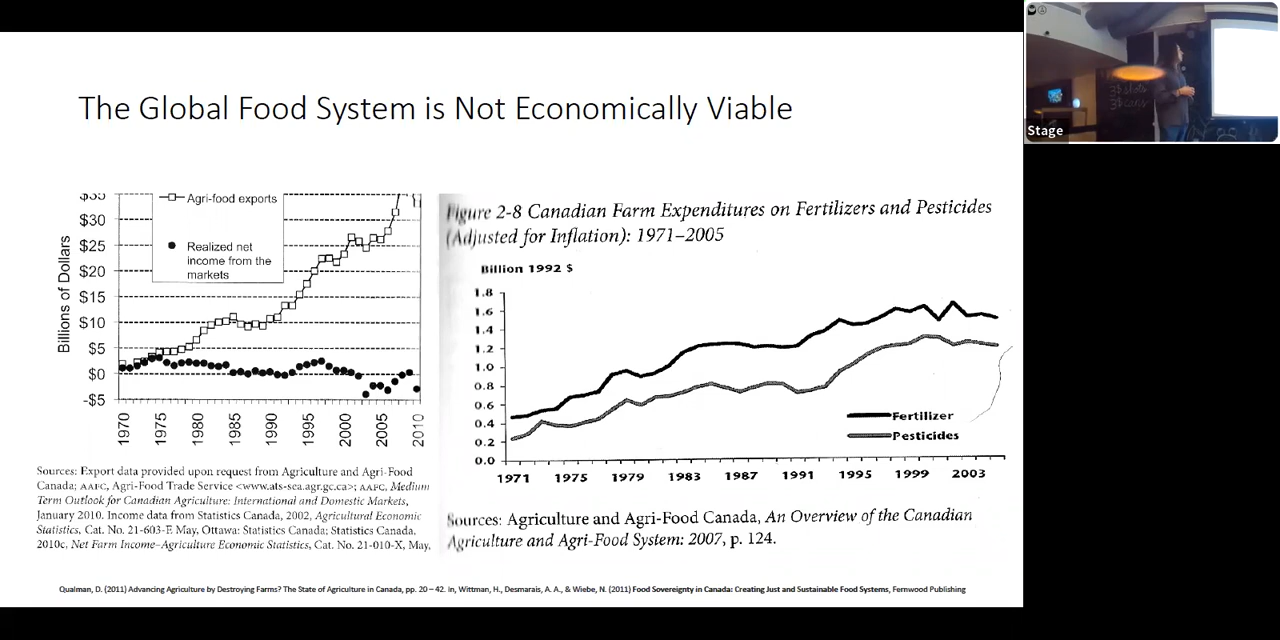 The Global Food System is Not Economically Viable
Stage
$35
$30
$25
$20
$15
$10
$5
$0
-$5
Billions of Dollars
Agri-food exports
Realized net
income from the
markets
1970
1975
1980
1985
1990
1995
2000
2005
2010
Sources: Export data provided upon request from Agriculture and Agri-Food
Canada; AAFC, Agri-Food Trade Service <www.ats-sea.agr.gc.ca>; AAFC, Medium
Term Outlook for Canadian Agriculture: International and Domestic Markets,
January 2010. Income data from Statistics Canada, 2002, Agricultural Economic
Statistics, Cat. No. 21-603-E May, Ottawa: Statistics Canada; Statistics Canada.
2010c, Net Farm Income–Agriculture Economic Statistics, Cat. No. 21-010-X, May,
Figure 2-8 Canadian Farm Expenditures on Fertilizers and Pesticides
(Adjusted for Inflation): 1971–2005
Billion 1992 $
1.8
1.6
1.4
1.2
1.0
0.8
0.6
0.4
0.2
0.0
Fertilizer
Pesticides
1971
1975
1979
1983
1987
1991
1995
1999
2003
Sources: Agriculture and Agri-Food Canada, An Overview of the Canadian
Agriculture and Agri-Food System: 2007, p. 124.
Qualman, D. (2011) Advancing Agriculture by Destroying Farms? The State of Agriculture in Canada, pp. 20 – 42. In, Wittman, H., Desmarais, A. A., & Wiebe, N. (2011) Food Sovereignty in Canada: Creating Just and Sustainable Food Systems, Fernwood Publishing